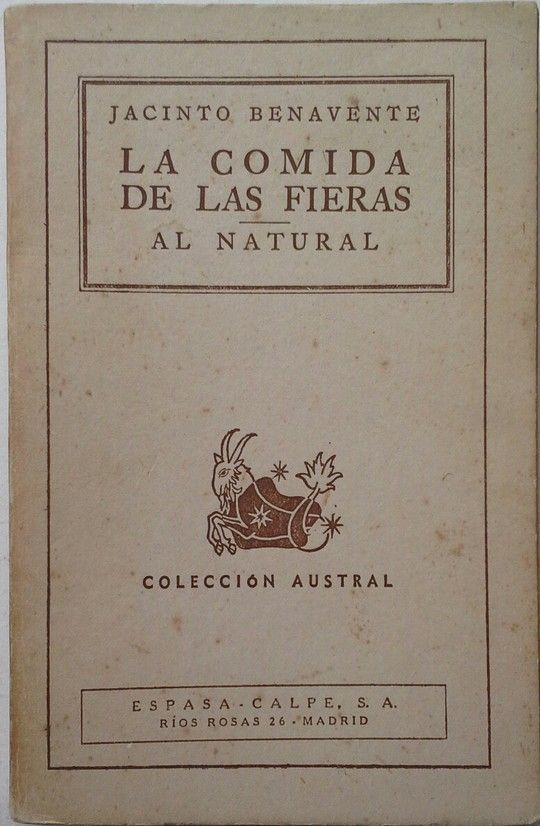 JACINTO BENAVENTE
LA COMIDA
DE LAS FIERAS
AL NATURAL
COLECCIÓN AUSTRAL
ESPASA - CALPE, S. A.
RÍOS ROSAS 26 - MADRID